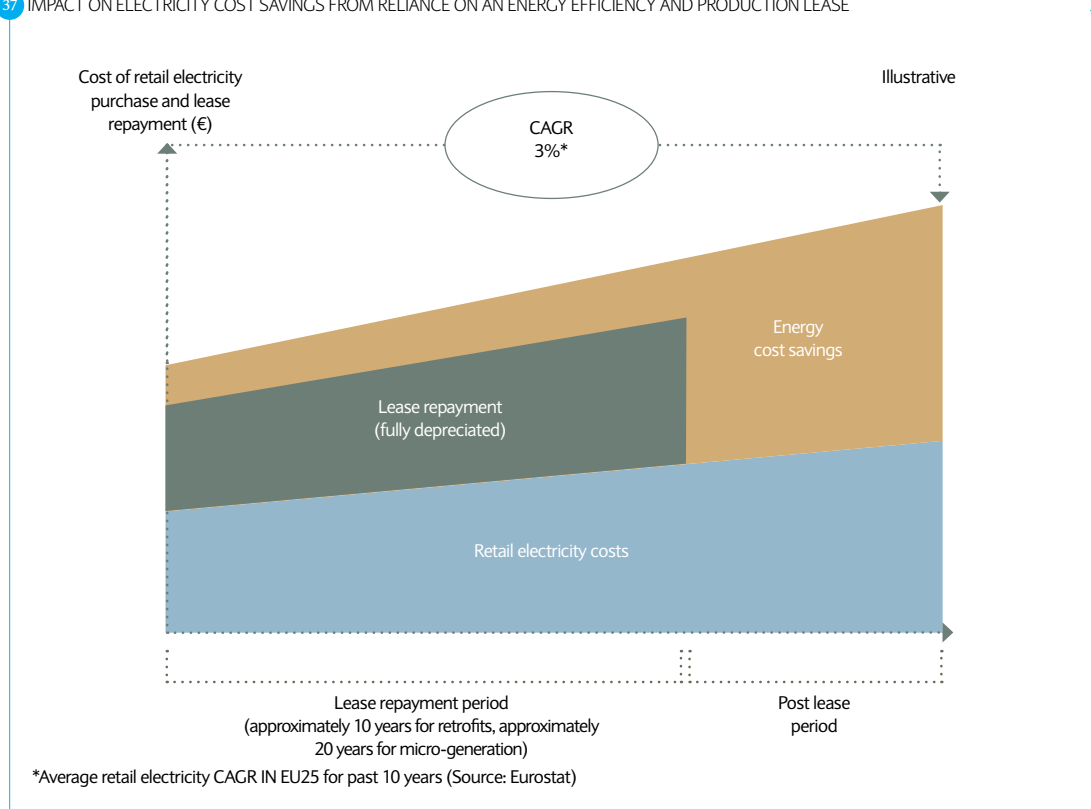 37 IMPACT ON ELECTRICITY COST SAVINGS FROM RELIANCE ON AN ENERGY EFFICIENCY AND PRODUCTION LEASE
Cost of retail electricity
purchase and lease
repayment (€)
Illustrative
CAGR
3%*
Energy
cost savings
Lease repayment
(fully depreciated)
Retail electricity costs
Lease repayment period
(approximately 10 years for retrofits, approximately
20 years for micro-generation)
Post lease
period
*Average retail electricity CAGR IN EU25 for past 10 years (Source: Eurostat)